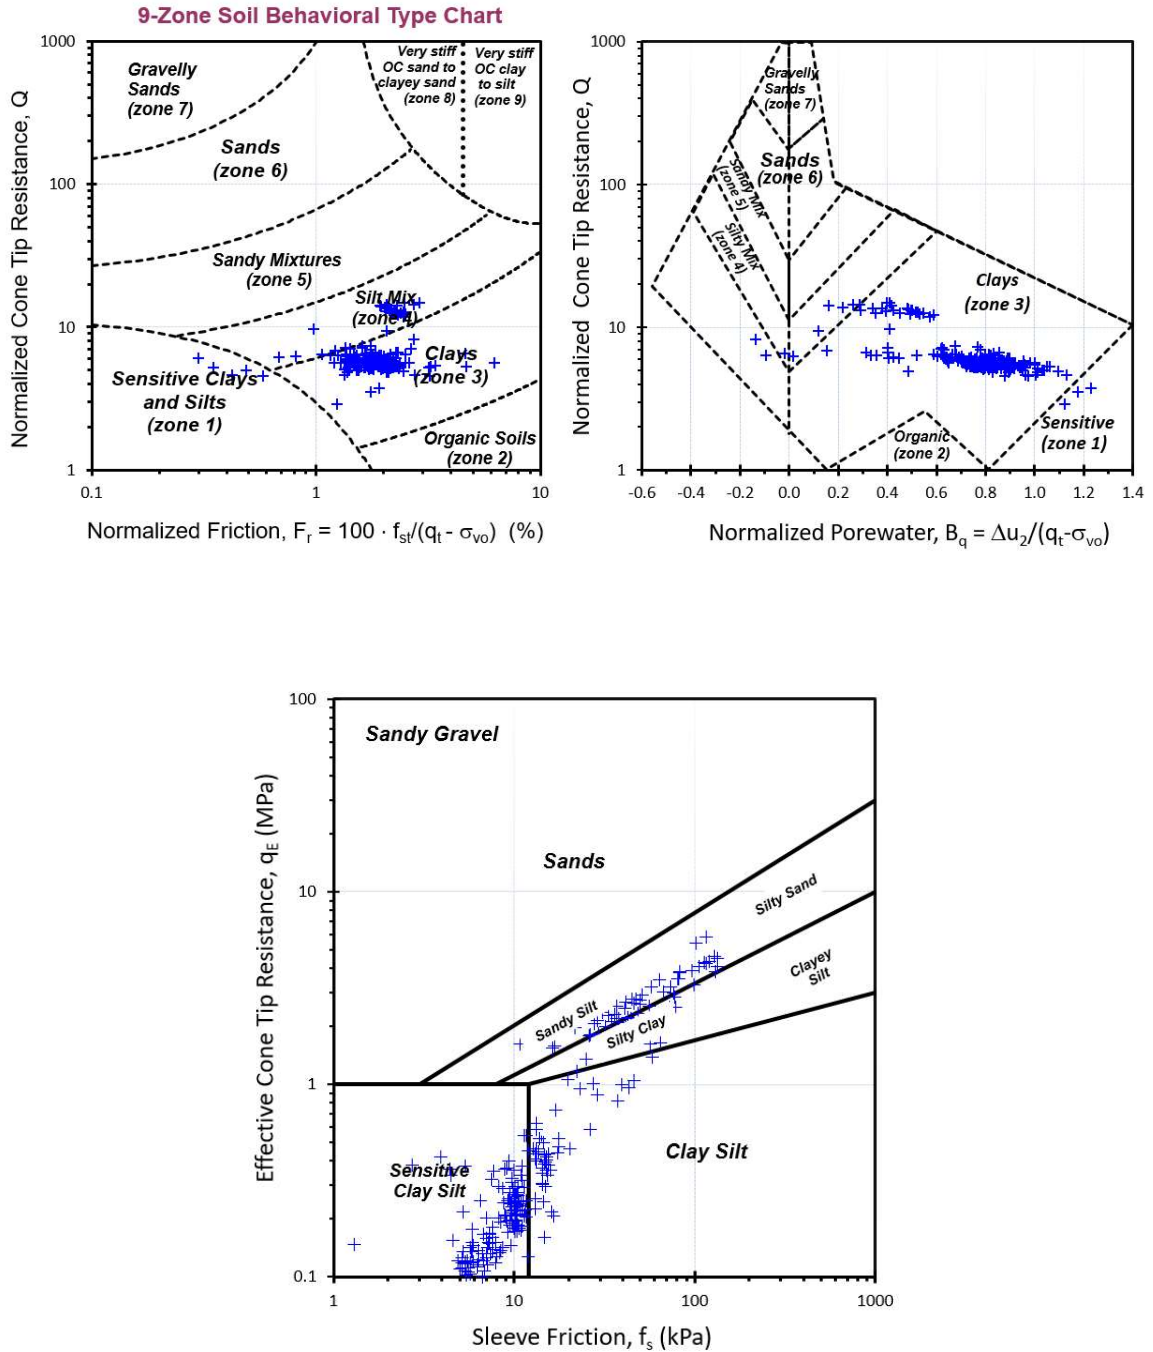 9-Zone Soil Behavioral Type Chart
Normalized Cone Tip Resistance, Q
1000
100
10
1
Gravelly
Sands
(zone 7)
Sands
(zone 6)
Very stiff
OC sand to
clayey sand
(zone 8)
Very stiff
OC clay
to silt
(zone 9)
Sandy Mixtures
(zone 5)
Silt Mix
(zone 4)
Clays
(zone 3)
Sensitive Clays
and Silts
(zone 1)
Organic Soils
(zone 2)
0.1
1
10
Normalized Friction, Fr = 100 · fst/(qt - σvo) (%)
Normalized Cone Tip Resistance, Q
1000
100
10
1
Gravelly
Sands
(zone 7)
Sands
(zone 6)
Sandy Mix
(zone 5)
Silty Mix
(zone 4)
Clays
(zone 3)
Organic
(zone 2)
Sensitive
(zone 1)
-0.6 -0.4 -0.2 0.0 0.2 0.4 0.6 0.8 1.0 1.2 1.4
Normalized Porewater, Bq = Δu2/(qt-σvo)
Effective Cone Tip Resistance, qE (MPa)
100
10
1
0.1
Sandy Gravel
Sands
Silty Sand
Clayey
Silt
Sandy Silt
Silty Clay
Sensitive
Clay Silt
Clay Silt
1 10 100 1000
Sleeve Friction, fs (kPa)